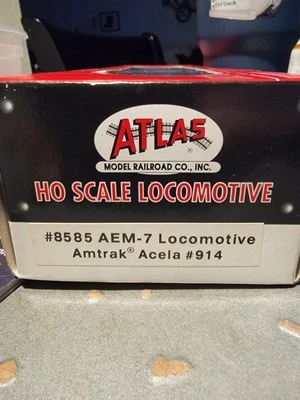 ATLAS
MODEL RAILROAD CO., INC.
HO SCALE LOCOMOTIVE
#8585 AEM-7 Locomotive
Amtrak® Acela #914